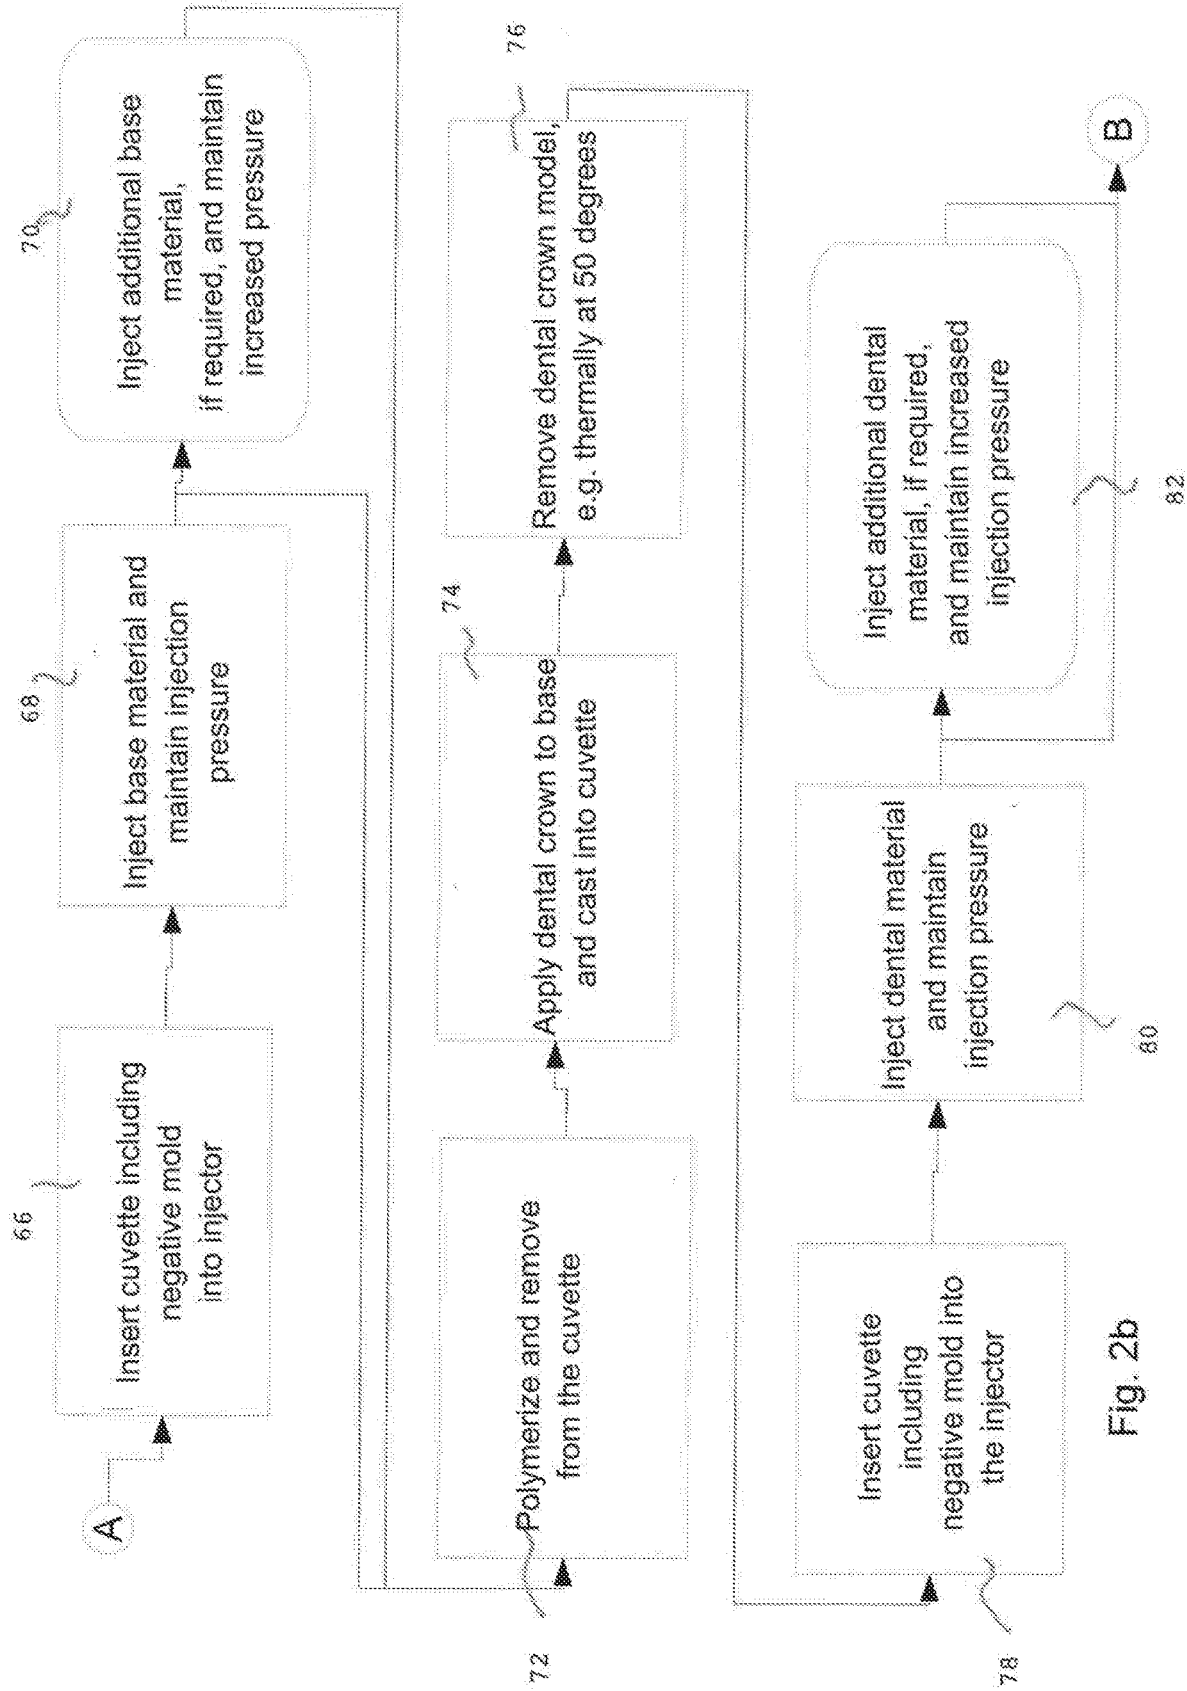 A
66
Insert cuvette including
negative mold
into injector
68
Inject base material and
maintain injection
pressure
70
Inject additional base
material,
if required, and maintain
increased pressure
72
Polymerize and remove
from the cuvette
74
Apply dental crown to base
and cast into cuvette
76
Remove dental crown model,
e.g. thermally at 50 degrees
78
Insert cuvette
including
negative mold into
the injector
80
Inject dental material
and maintain
injection pressure
82
Inject additional dental
material, if required,
and maintain increased
injection pressure
B
Fig. 2b